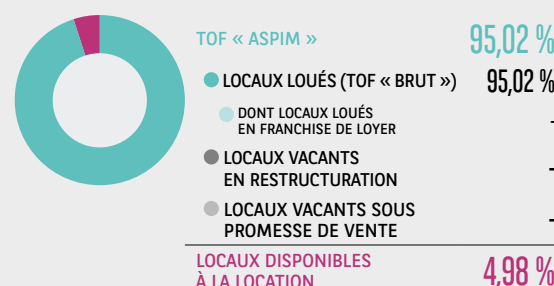 TOF « ASPIM » 95,02 %
LOCAUX LOUÉS (TOF « BRUT ») 95,02 %
DONT LOCAUX LOUÉS
EN FRANCHISE DE LOYER -
LOCAUX VACANTS
EN RESTRUCTURATION -
LOCAUX VACANTS SOUS
PROMESSE DE VENTE -
LOCAUX DISPONIBLES
À LA LOCATION 4,98 %